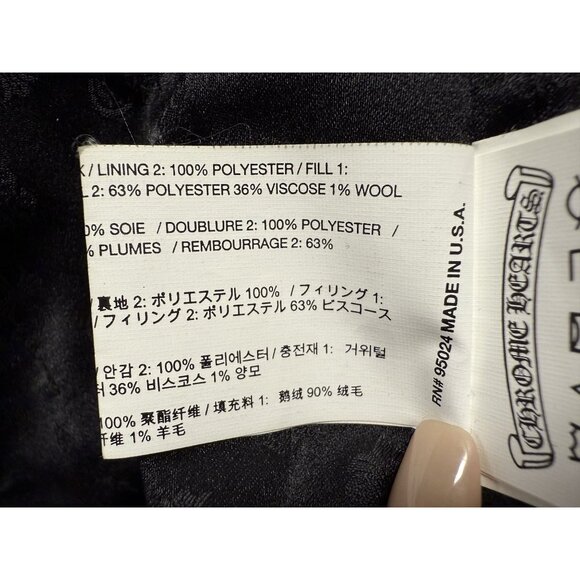 / LINING 2: 100% POLYESTER / FILL 1:
2: 63% POLYESTER 36% VISCOSE 1% WOOL
0% SOIE / DOUBLURE 2: 100% POLYESTER /
% PLUMES / REMBOURRAGE 2: 63%
/ 裏地 2: ポリエステル 100% / フィリング 1:
/ フィリング 2: ポリエステル 63% ビスコース
/ 안감 2: 100% 폴리에스터 / 충전재 1: 거위털
터 36% 비스코스 1% 양모
100% 聚酯纤维 / 填充料 1: 鹅绒 90% 绒毛
纤维 1% 羊毛
RN# 95024 MADE IN U.S.A.
CHROME HEARTS